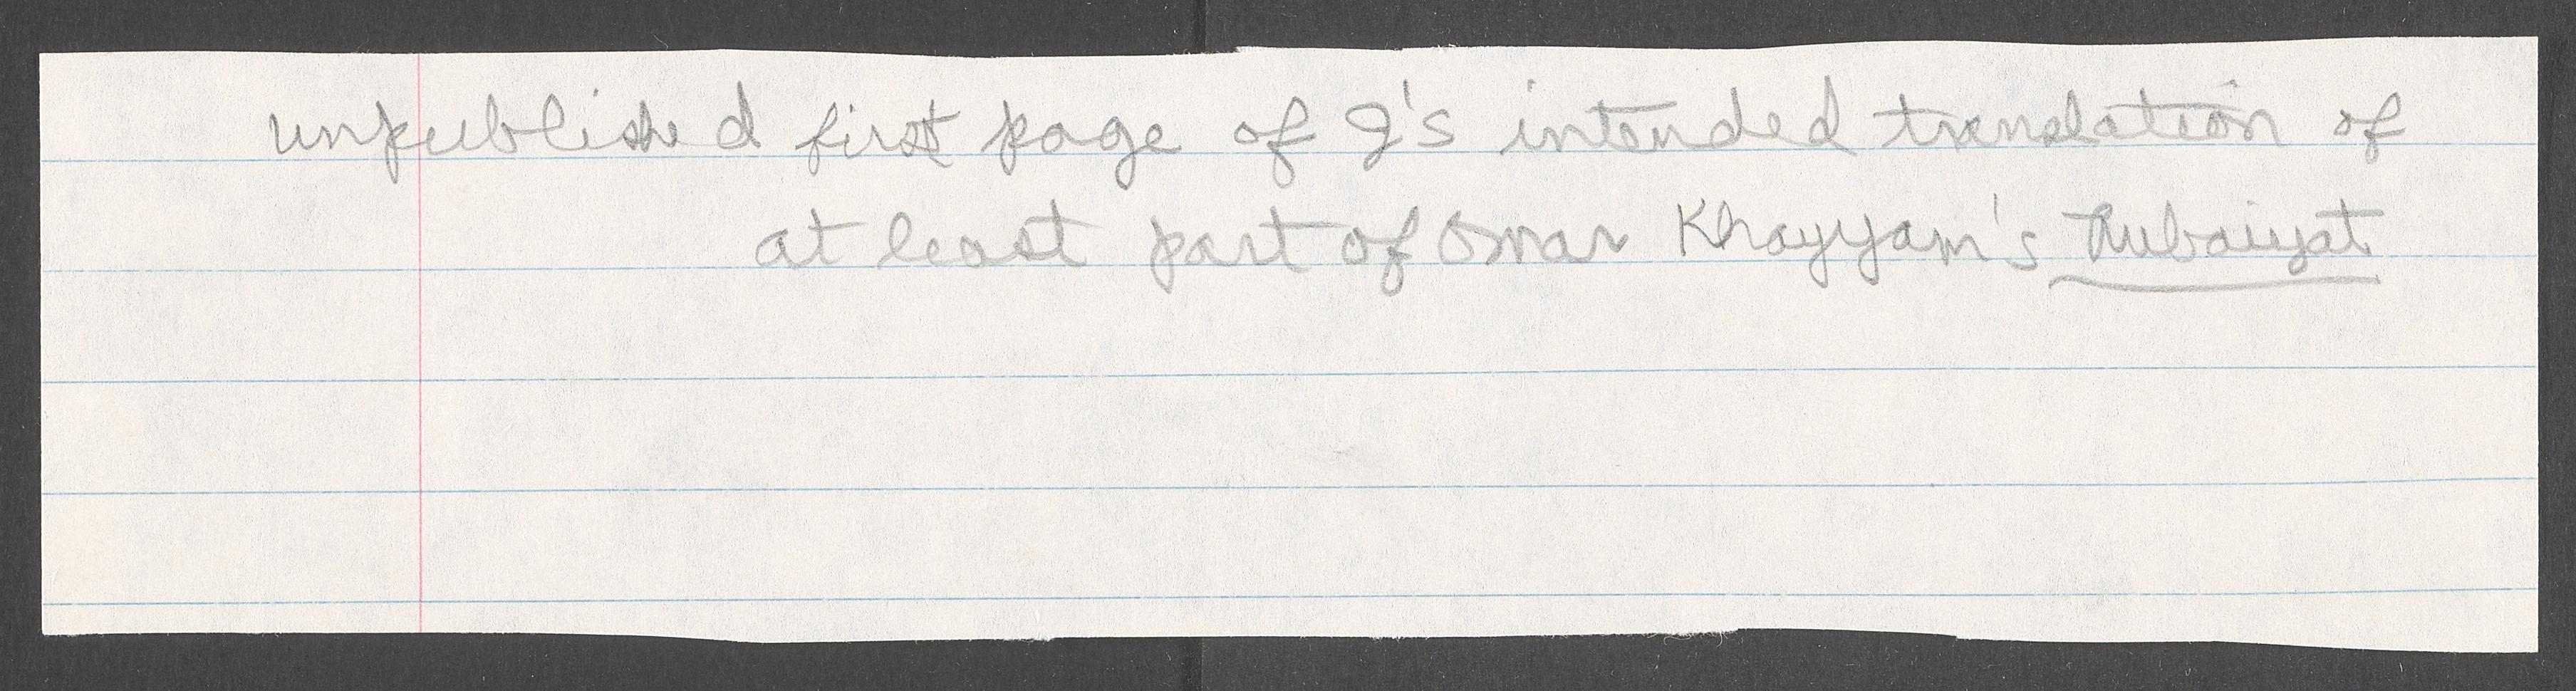 unpublished first page of J's intended translation of
at least part of Omar Khayyam's Rubaiyat